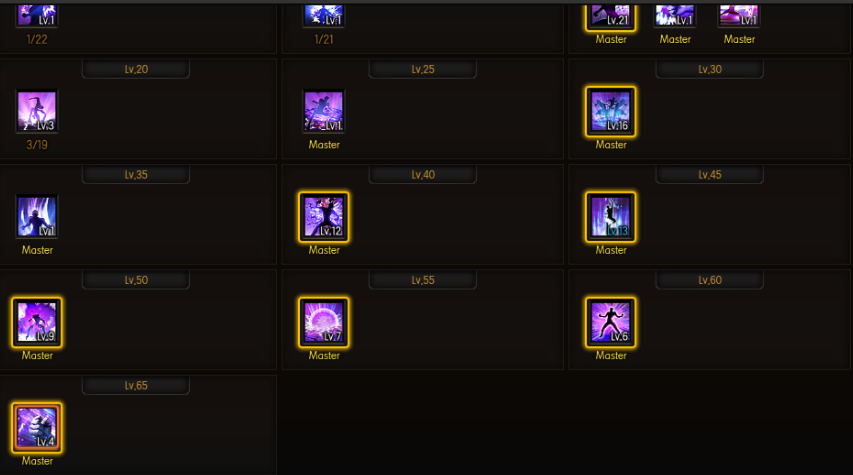 Lv.1
Lv.1
Lv.21
Lv.1
Lv.1
1/22
1/21
Master
Master
Master
Lv.20
Lv.25
Lv.30
Lv.3
Lv.1
Lv.16
3/19
Master
Master
Lv.35
Lv.40
Lv.45
Lv.1
Lv.12
Lv.13
Master
Master
Master
Lv.50
Lv.55
Lv.60
Lv.9
Lv.7
Lv.6
Master
Master
Master
Lv.65
Lv.4
Master